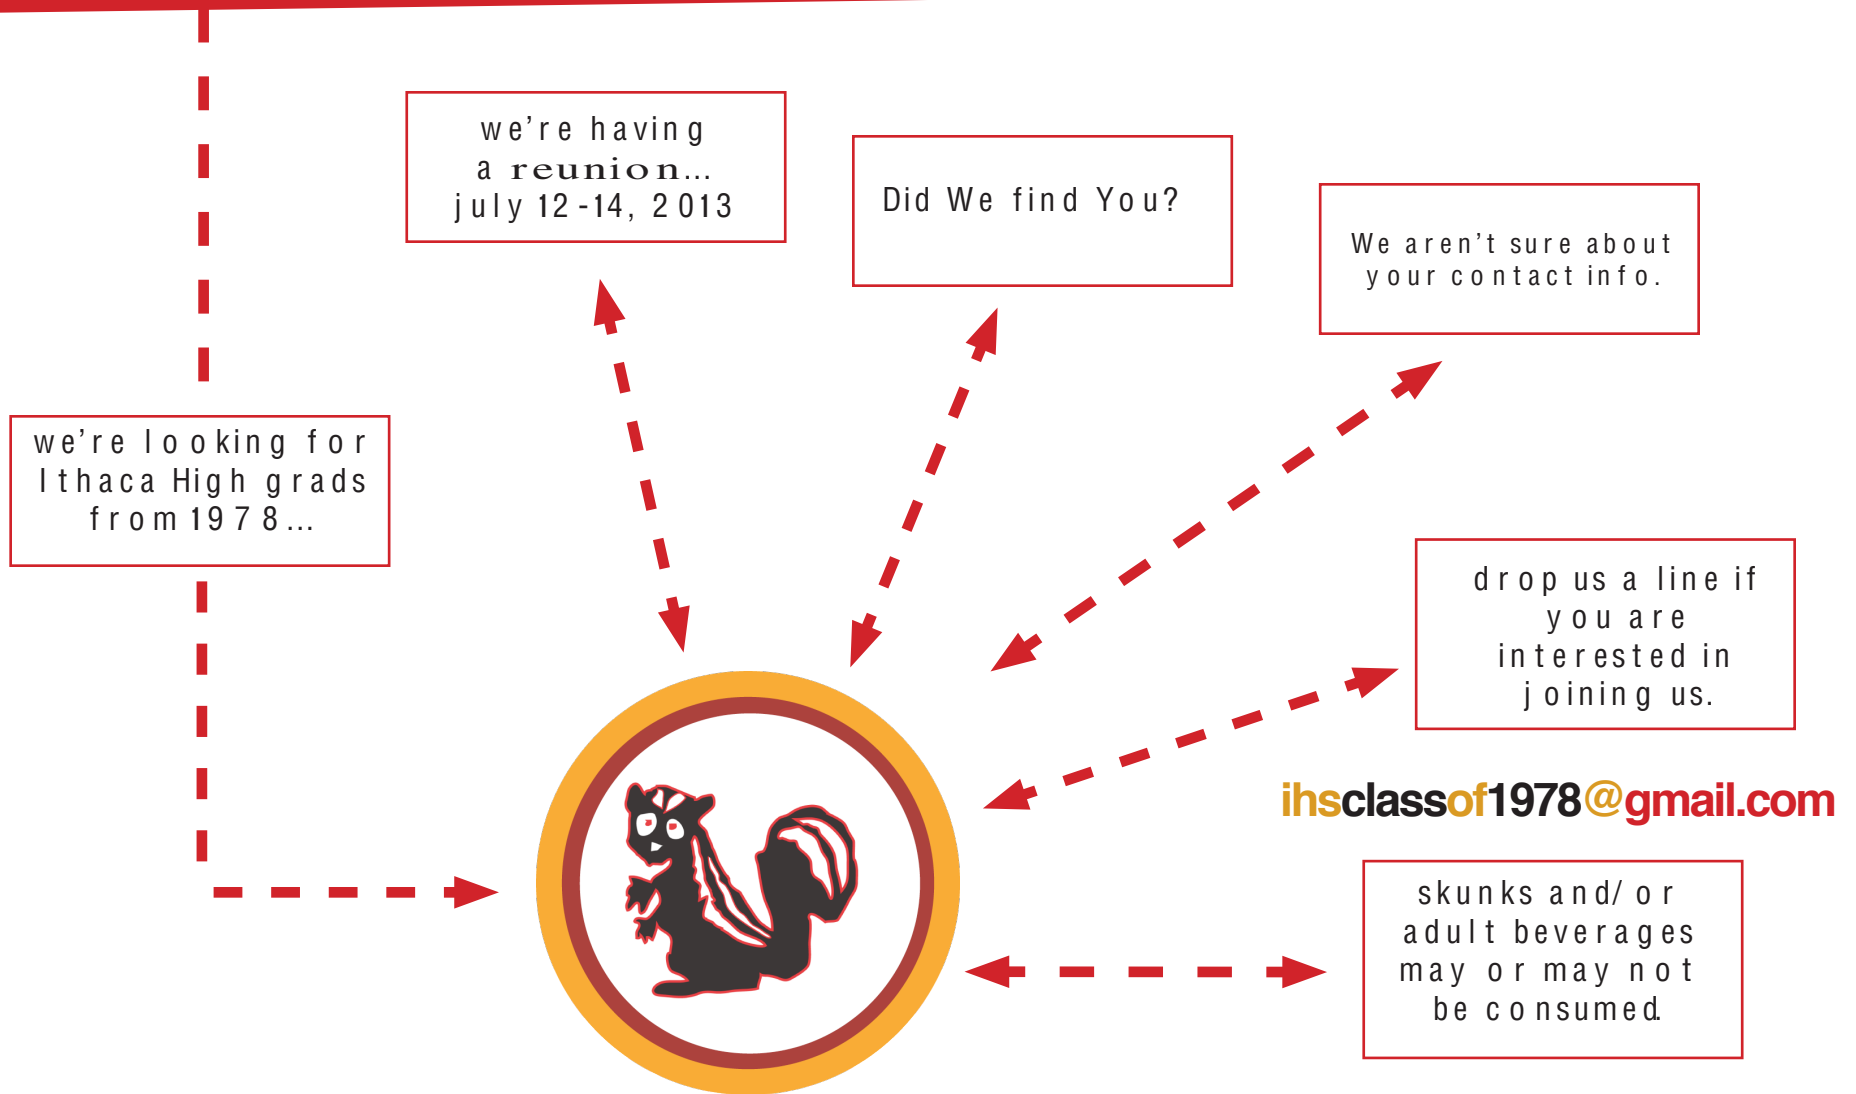 we're having
a reunion...
july 12-14, 2013
Did We find You?
We aren't sure about
your contact info.
we're looking for
Ithaca High grads
from 1978...
drop us a line if
you are
interested in
joining us.
ihsclassof1978@gmail.com
skunks and/or
adult beverages
may or may not
be consumed.